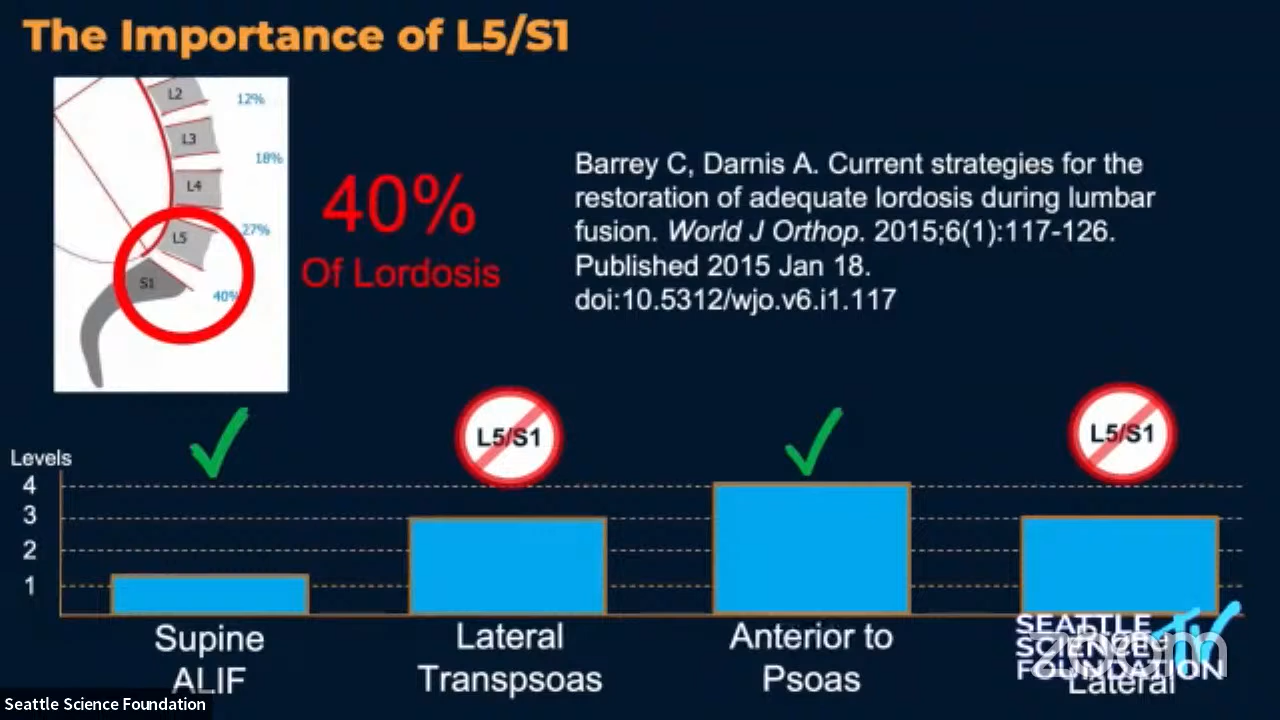 The Importance of L5/S1
L2
12%
L3
18%
L4
27%
L5
S1
40%
40%
Of Lordosis
Barrey C, Darnis A. Current strategies for the
restoration of adequate lordosis during lumbar
fusion. World J Orthop. 2015;6(1):117-126.
Published 2015 Jan 18.
doi:10.5312/wjo.v6.i1.117
L5/S1
L5/S1
Levels
4
3
2
1
Supine
ALIF
Lateral
Transpsoas
Anterior to
Psoas
Lateral
SEATTLE
SCIENCE
FOUNDATION
TV
zoom
Seattle Science Foundation